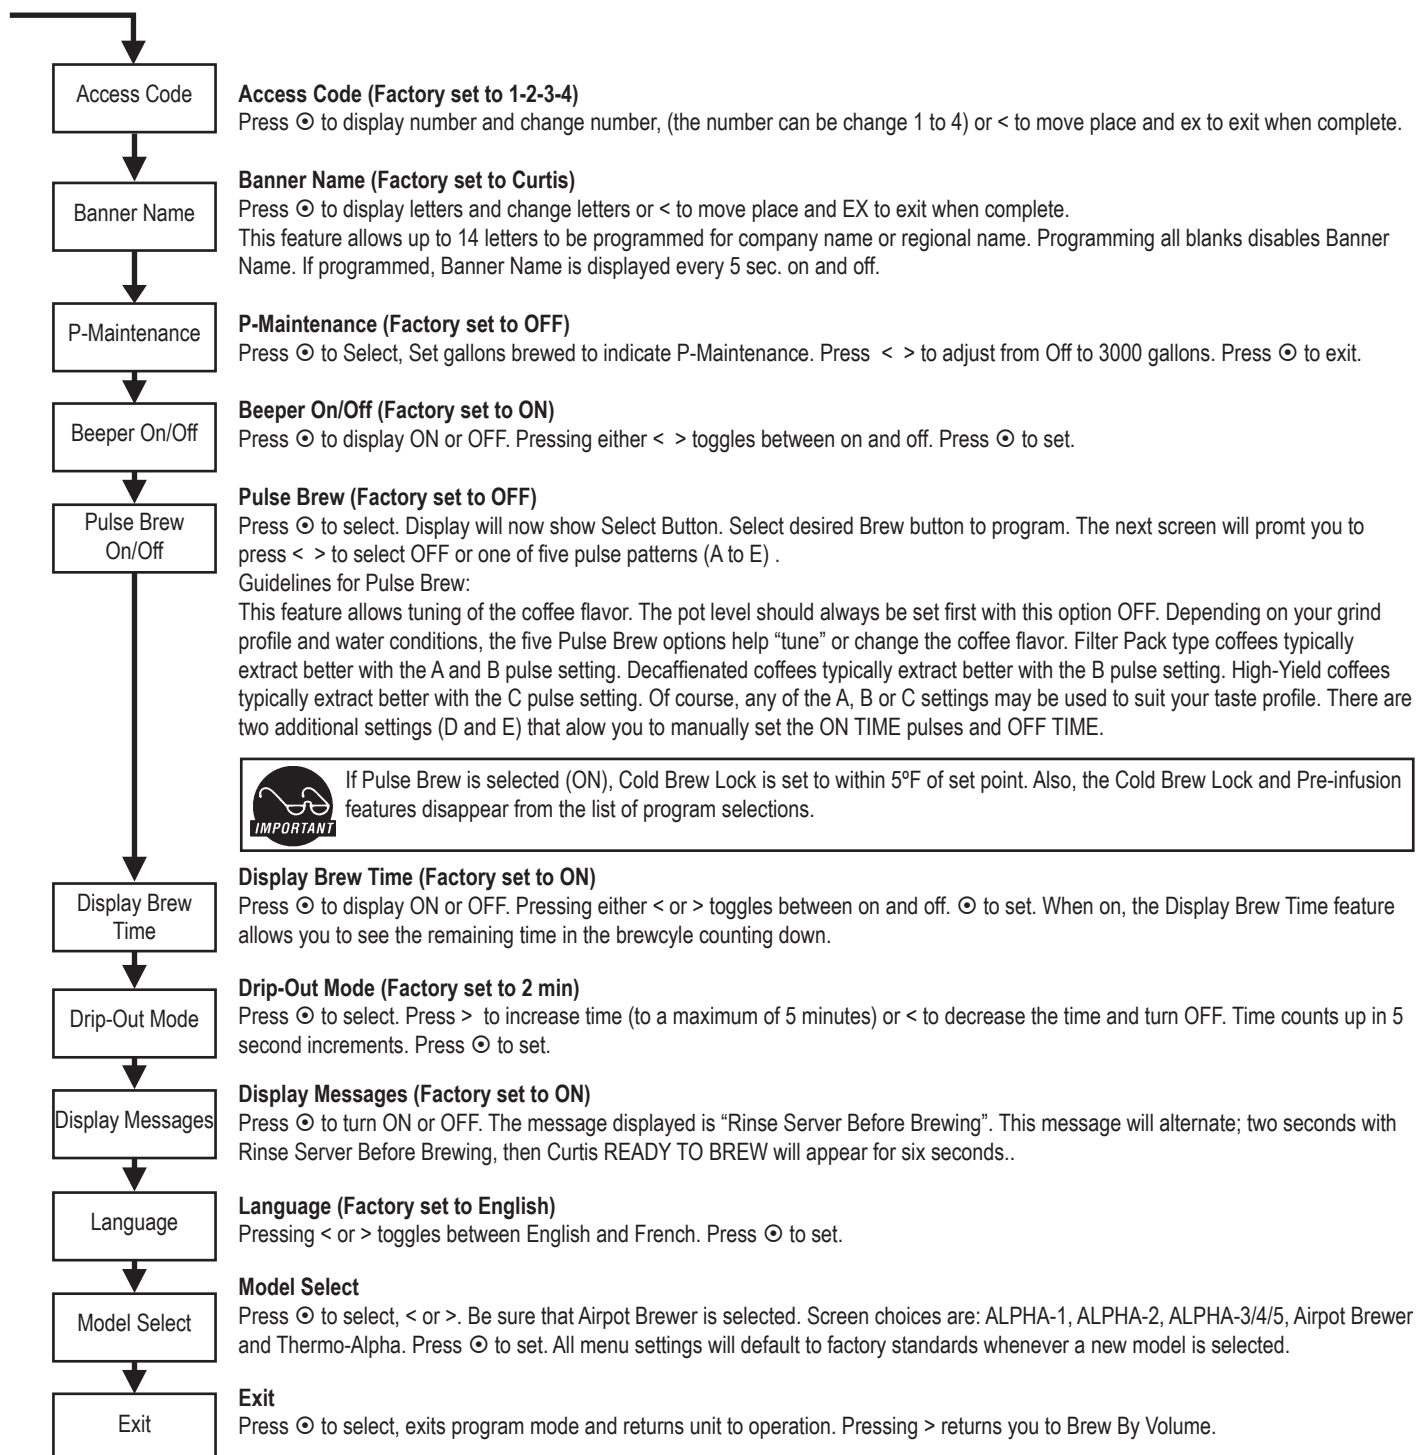 Access Code
Access Code (Factory set to 1-2-3-4)
Press ⊙ to display number and change number, (the number can be change 1 to 4) or < to move place and ex to exit when complete.
Banner Name
Banner Name (Factory set to Curtis)
Press ⊙ to display letters and change letters or < to move place and EX to exit when complete.
This feature allows up to 14 letters to be programmed for company name or regional name. Programming all blanks disables Banner
Name. If programmed, Banner Name is displayed every 5 sec. on and off.
P-Maintenance
P-Maintenance (Factory set to OFF)
Press ⊙ to Select, Set gallons brewed to indicate P-Maintenance. Press < > to adjust from Off to 3000 gallons. Press ⊙ to exit.
Beeper On/Off
Beeper On/Off (Factory set to ON)
Press ⊙ to display ON or OFF. Pressing either < > toggles between on and off. Press ⊙ to set.
Pulse Brew
On/Off
Pulse Brew (Factory set to OFF)
Press ⊙ to select. Display will now show Select Button. Select desired Brew button to program. The next screen will promt you to
press < > to select OFF or one of five pulse patterns (A to E) .
Guidelines for Pulse Brew:
This feature allows tuning of the coffee flavor. The pot level should always be set first with this option OFF. Depending on your grind
profile and water conditions, the five Pulse Brew options help “tune” or change the coffee flavor. Filter Pack type coffees typically
extract better with the A and B pulse setting. Decaffienated coffees typically extract better with the B pulse setting. High-Yield coffees
typically extract better with the C pulse setting. Of course, any of the A, B or C settings may be used to suit your taste profile. There are
two additional settings (D and E) that alow you to manually set the ON TIME pulses and OFF TIME.
IMPORTANT
If Pulse Brew is selected (ON), Cold Brew Lock is set to within 5ºF of set point. Also, the Cold Brew Lock and Pre-infusion
features disappear from the list of program selections.
Display Brew
Time
Display Brew Time (Factory set to ON)
Press ⊙ to display ON or OFF. Pressing either < or > toggles between on and off. ⊙ to set. When on, the Display Brew Time feature
allows you to see the remaining time in the brewcyle counting down.
Drip-Out Mode
Drip-Out Mode (Factory set to 2 min)
Press ⊙ to select. Press > to increase time (to a maximum of 5 minutes) or < to decrease the time and turn OFF. Time counts up in 5
second increments. Press ⊙ to set.
Display Messages
Display Messages (Factory set to ON)
Press ⊙ to turn ON or OFF. The message displayed is “Rinse Server Before Brewing”. This message will alternate; two seconds with
Rinse Server Before Brewing, then Curtis READY TO BREW will appear for six seconds..
Language
Language (Factory set to English)
Pressing < or > toggles between English and French. Press ⊙ to set.
Model Select
Model Select
Press ⊙ to select, < or >. Be sure that Airpot Brewer is selected. Screen choices are: ALPHA-1, ALPHA-2, ALPHA-3/4/5, Airpot Brewer
and Thermo-Alpha. Press ⊙ to set. All menu settings will default to factory standards whenever a new model is selected.
Exit
Exit
Press ⊙ to select, exits program mode and returns unit to operation. Pressing > returns you to Brew By Volume.